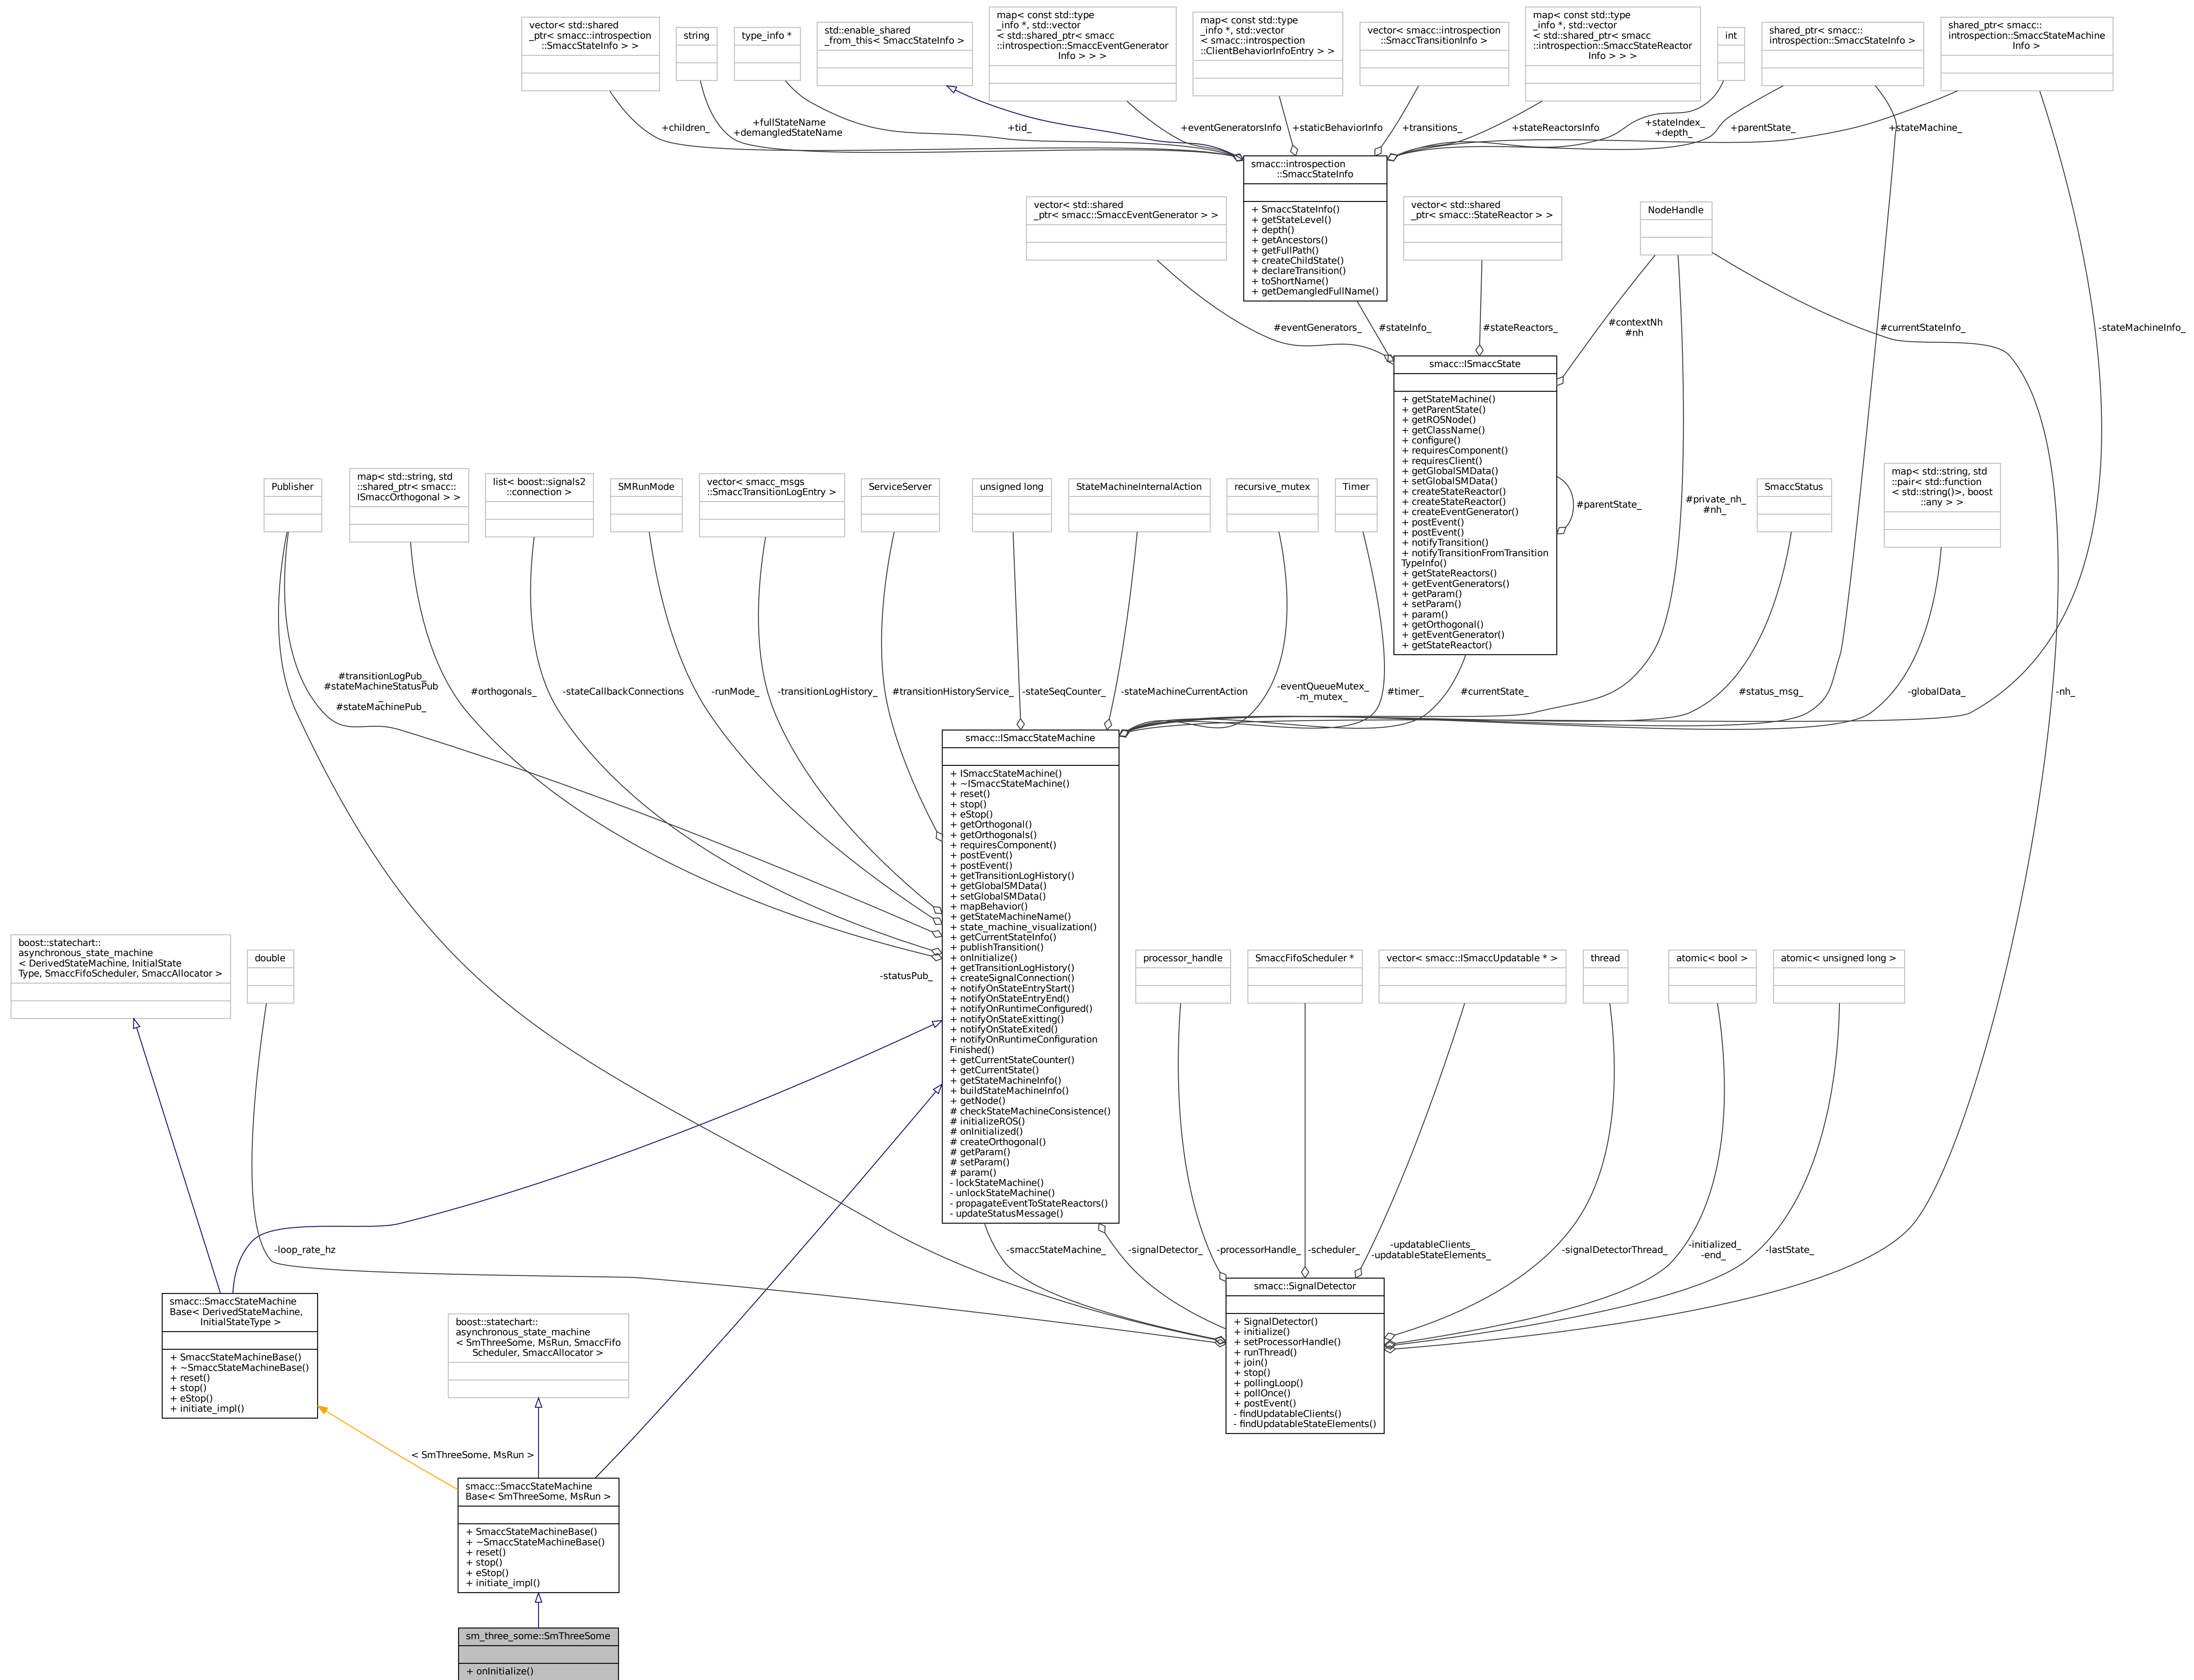 vector< std::shared
_ptr< smacc::introspection
::SmaccStateInfo > >
string
type_info *
std::enable_shared
_from_this< SmaccStateInfo >
map< const std::type
_info *, std::vector
< std::shared_ptr< smacc
::introspection::SmaccEventGenerator
Info > > >
map< const std::type
_info *, std::vector
< smacc::introspection
::ClientBehaviorInfoEntry > >
vector< smacc::introspection
::SmaccTransitionInfo >
map< const std::type
_info *, std::vector
< std::shared_ptr< smacc
::introspection::SmaccStateReactor
Info > > >
int
shared_ptr< smacc::
introspection::SmaccStateInfo >
shared_ptr< smacc::
introspection::SmaccStateMachine
Info >
+children_
+fullStateName
+demangledStateName
+tid_
+eventGeneratorsInfo
+staticBehaviorInfo
+transitions_
+stateReactorsInfo
+stateIndex_
+depth_
+parentState_
+stateMachine_
smacc::introspection
::SmaccStateInfo
+ SmaccStateInfo()
+ getStateLevel()
+ depth()
+ getAncestors()
+ getFullPath()
+ createChildState()
+ declareTransition()
+ toShortName()
+ getDemangledFullName()
vector< std::shared
_ptr< smacc::SmaccEventGenerator > >
vector< std::shared
_ptr< smacc::StateReactor > >
NodeHandle
#eventGenerators_
#stateInfo_
#stateReactors_
#contextNh
#nh
#currentStateInfo_
-stateMachineInfo_
smacc::ISmaccState
+ getStateMachine()
+ getParentState()
+ getROSNode()
+ getClassName()
+ configure()
+ requiresComponent()
+ requiresClient()
+ getGlobalSMData()
+ setGlobalSMData()
+ createStateReactor()
+ createStateReactor()
+ createEventGenerator()
+ postEvent()
+ postEvent()
+ notifyTransition()
+ notifyTransitionFromTransition
TypeInfo()
+ getStateReactors()
+ getEventGenerators()
+ getParam()
+ setParam()
+ param()
+ getOrthogonal()
+ getEventGenerator()
+ getStateReactor()
#parentState_
#private_nh_
#nh_
Publisher
map< std::string, std
::shared_ptr< smacc::
ISmaccOrthogonal > >
list< boost::signals2
::connection >
SMRunMode
vector< smacc_msgs
::SmaccTransitionLogEntry >
ServiceServer
unsigned long
StateMachineInternalAction
recursive_mutex
Timer
SmaccStatus
map< std::string, std
::pair< std::function
< std::string()>, boost
::any > >
#transitionLogPub_
#stateMachineStatusPub
_
#stateMachinePub_
#orthogonals_
-stateCallbackConnections
-runMode_
-transitionLogHistory_
#transitionHistoryService_
-stateSeqCounter_
-stateMachineCurrentAction
-eventQueueMutex_
-m_mutex_
#timer_
#currentState_
#status_msg_
-globalData_
-nh_
smacc::ISmaccStateMachine
+ ISmaccStateMachine()
+ ~ISmaccStateMachine()
+ reset()
+ stop()
+ eStop()
+ getOrthogonal()
+ getOrthogonals()
+ requiresComponent()
+ postEvent()
+ postEvent()
+ getTransitionLogHistory()
+ getGlobalSMData()
+ setGlobalSMData()
+ mapBehavior()
+ getStateMachineName()
+ state_machine_visualization()
+ getCurrentStateInfo()
+ publishTransition()
+ onInitialize()
+ getTransitionLogHistory()
+ createSignalConnection()
+ notifyOnStateEntryStart()
+ notifyOnStateEntryEnd()
+ notifyOnRuntimeConfigured()
+ notifyOnStateExitting()
+ notifyOnStateExited()
+ notifyOnRuntimeConfiguration
Finished()
+ getCurrentStateCounter()
+ getCurrentState()
+ getStateMachineInfo()
+ buildStateMachineInfo()
+ getNode()
# checkStateMachineConsistence()
# initializeROS()
# onInitialized()
# createOrthogonal()
# getParam()
# setParam()
# param()
- lockStateMachine()
- unlockStateMachine()
- propagateEventToStateReactors()
- updateStatusMessage()
boost::statechart::
asynchronous_state_machine
< DerivedStateMachine, InitialState
Type, SmaccFifoScheduler, SmaccAllocator >
double
-statusPub_
processor_handle
SmaccFifoScheduler *
vector< smacc::ISmaccUpdatable * >
thread
atomic< bool >
atomic< unsigned long >
-loop_rate_hz
-smaccStateMachine_
-signalDetector_
-processorHandle_
-scheduler_
-updatableClients_
-updatableStateElements_
-signalDetectorThread_
-initialized_
-end_
-lastState_
smacc::SmaccStateMachine
Base< DerivedStateMachine,
InitialStateType >
+ SmaccStateMachineBase()
+ ~SmaccStateMachineBase()
+ reset()
+ stop()
+ eStop()
+ initiate_impl()
boost::statechart::
asynchronous_state_machine
< SmThreeSome, MsRun, SmaccFifo
Scheduler, SmaccAllocator >
smacc::SignalDetector
+ SignalDetector()
+ initialize()
+ setProcessorHandle()
+ runThread()
+ join()
+ stop()
+ pollingLoop()
+ pollOnce()
+ postEvent()
- findUpdatableClients()
- findUpdatableStateElements()
< SmThreeSome, MsRun >
smacc::SmaccStateMachine
Base< SmThreeSome, MsRun >
+ SmaccStateMachineBase()
+ ~SmaccStateMachineBase()
+ reset()
+ stop()
+ eStop()
+ initiate_impl()
sm_three_some::SmThreeSome
+ onInitialize()